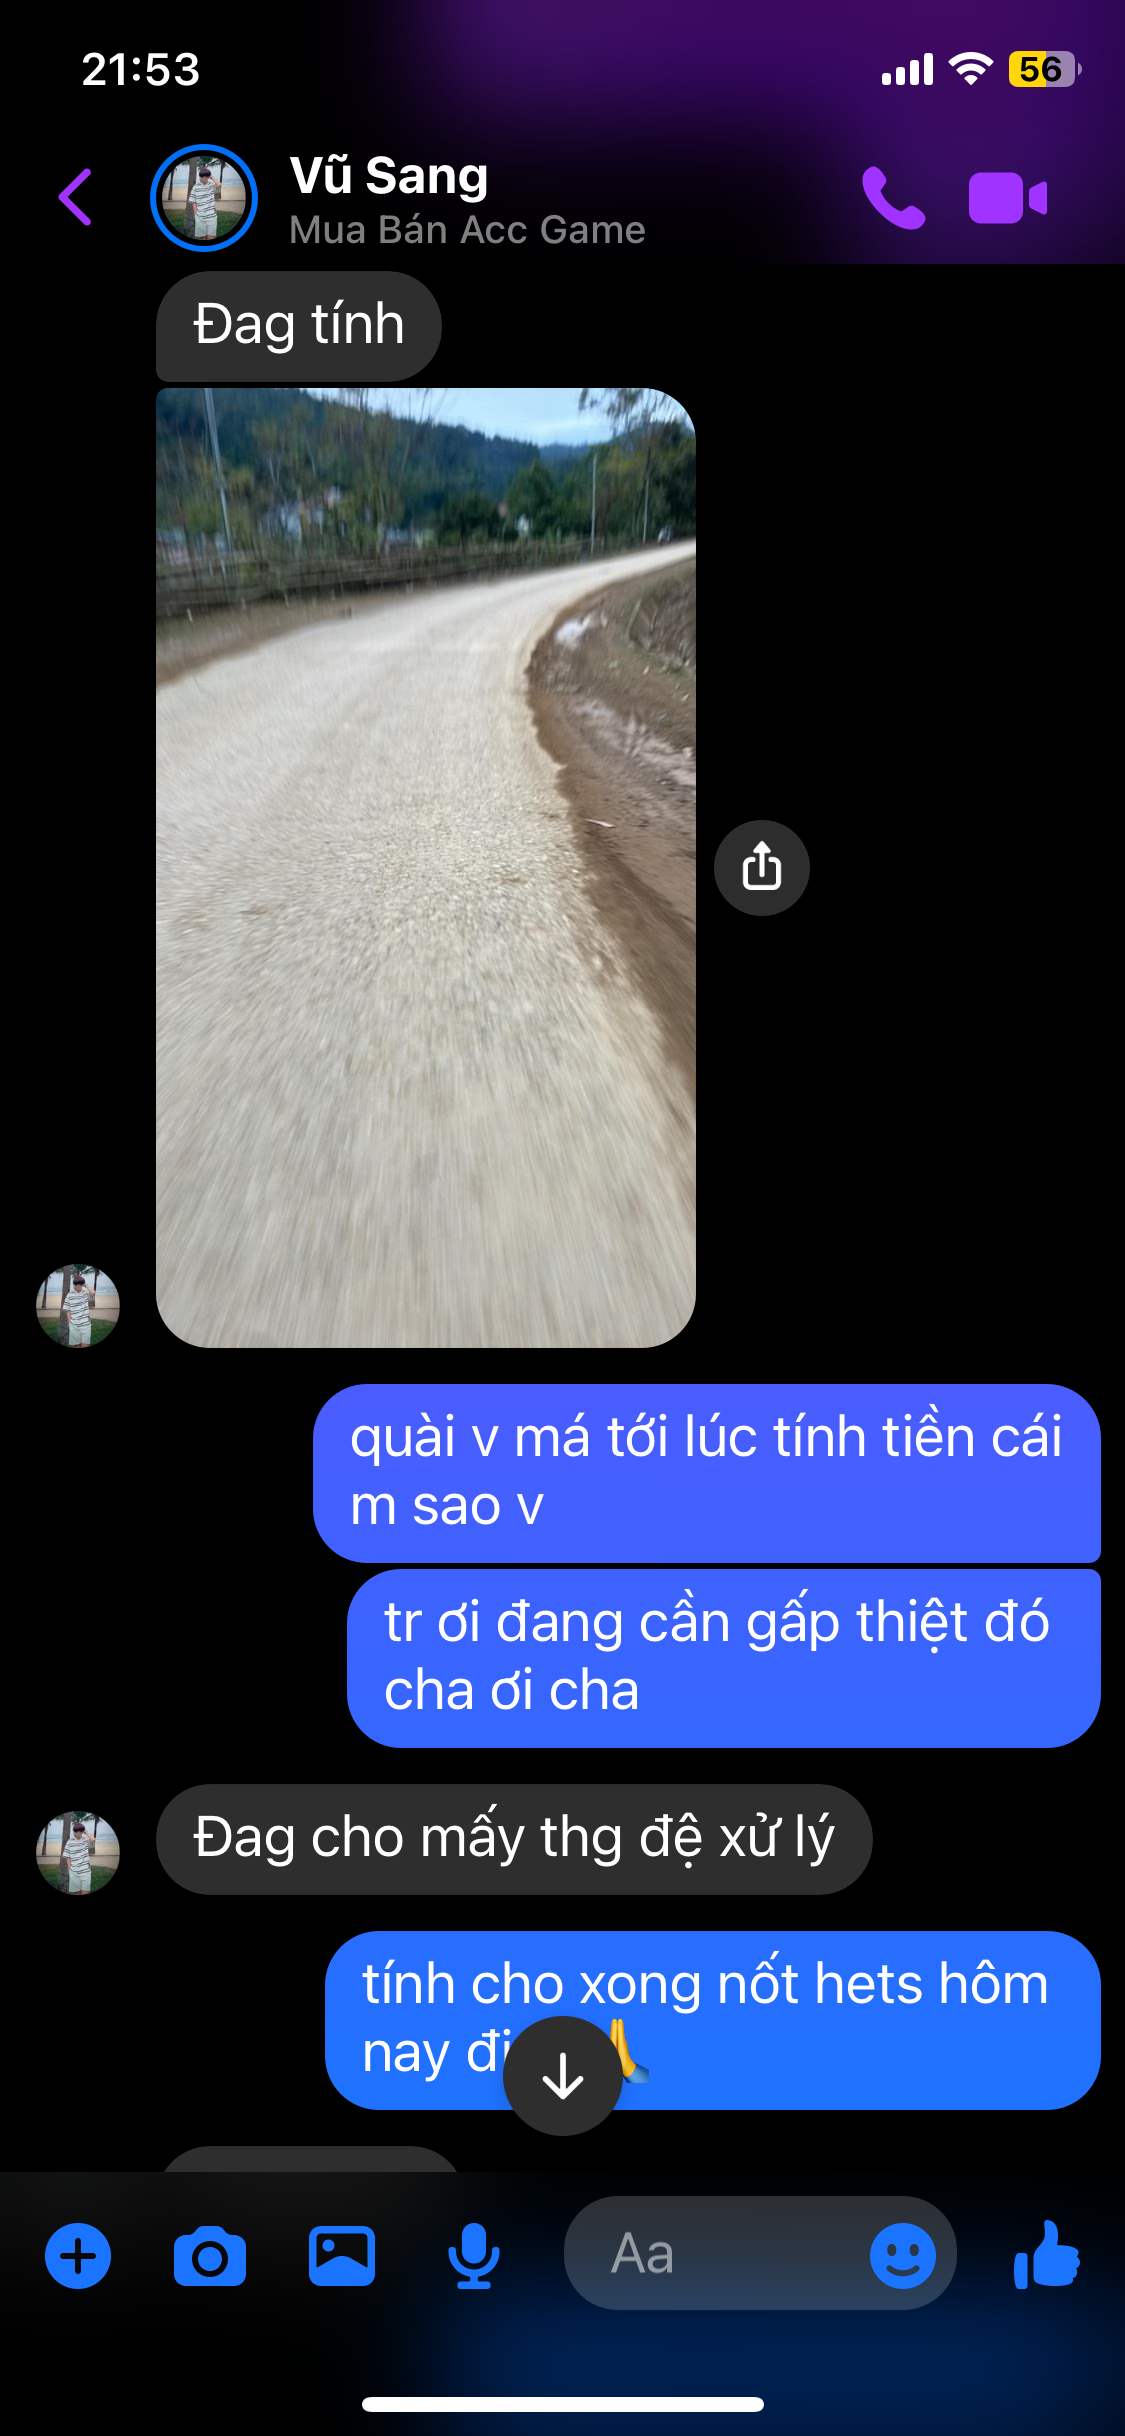 21:53
56
Vũ Sang
Mua Bán Acc Game
Đag tính
quài v má tới lúc tính tiền cái
m sao v
tr ơi đang cần gấp thiệt đó
cha ơi cha
Đag cho mấy thg đệ xử lý
tính cho xong nốt hets hôm
nay đi 🙏
Aa